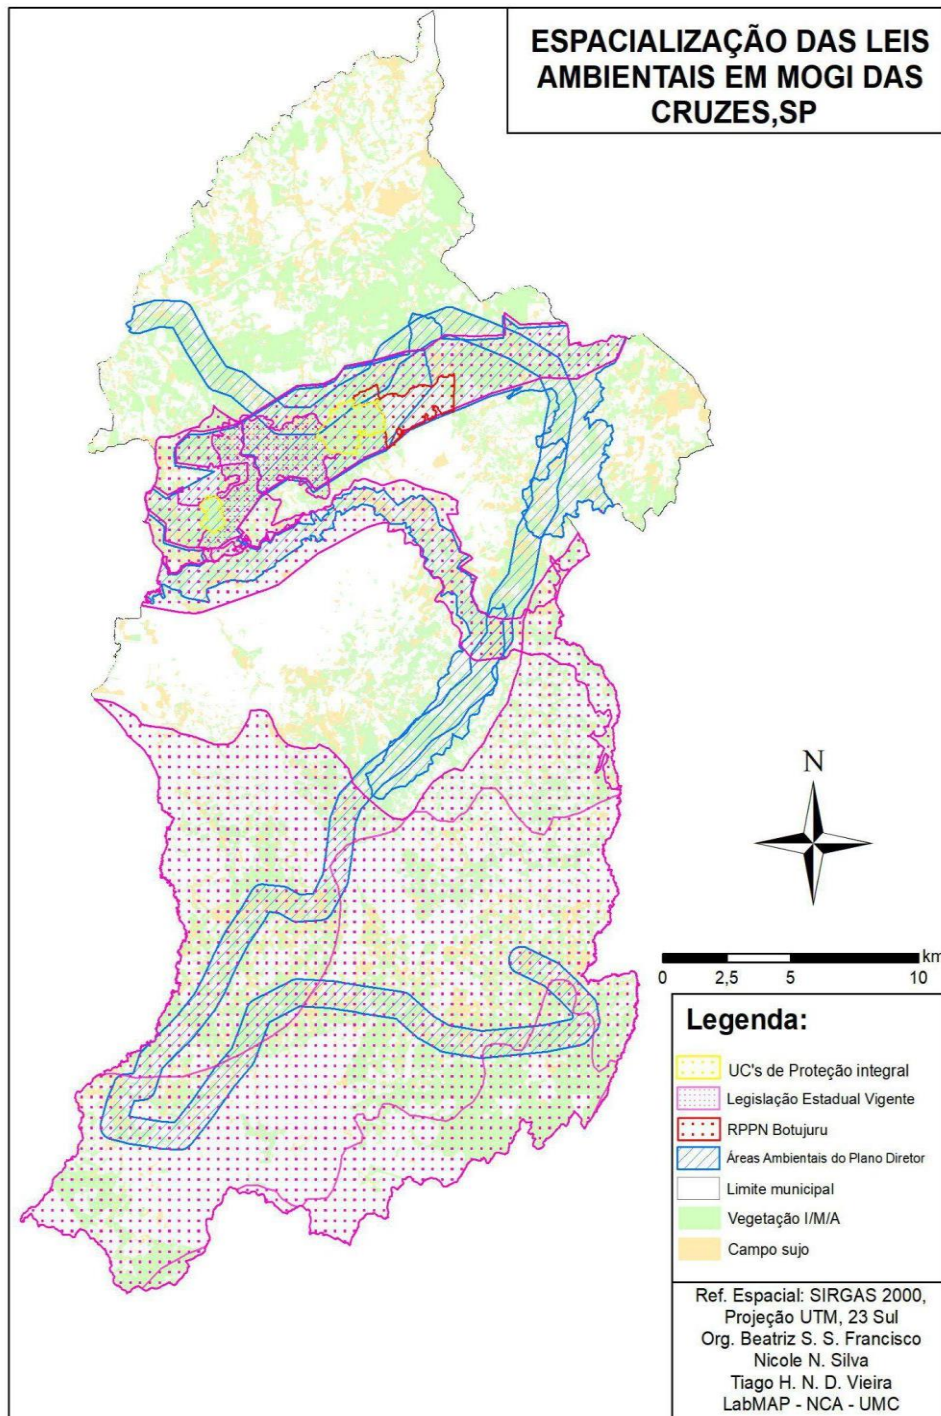 ESPACIALIZAÇÃO DAS LEIS
AMBIENTAIS EM MOGI DAS
CRUZES,SP
N
km
0 2,5 5 10
Legenda:
UC's de Proteção integral
Legislação Estadual Vigente
RPPN Botujuru
Áreas Ambientais do Plano Diretor
Limite municipal
Vegetação I/M/A
Campo sujo
Ref. Espacial: SIRGAS 2000,
Projeção UTM, 23 Sul
Org. Beatriz S. S. Francisco
Nicole N. Silva
Tiago H. N. D. Vieira
LabMAP - NCA - UMC